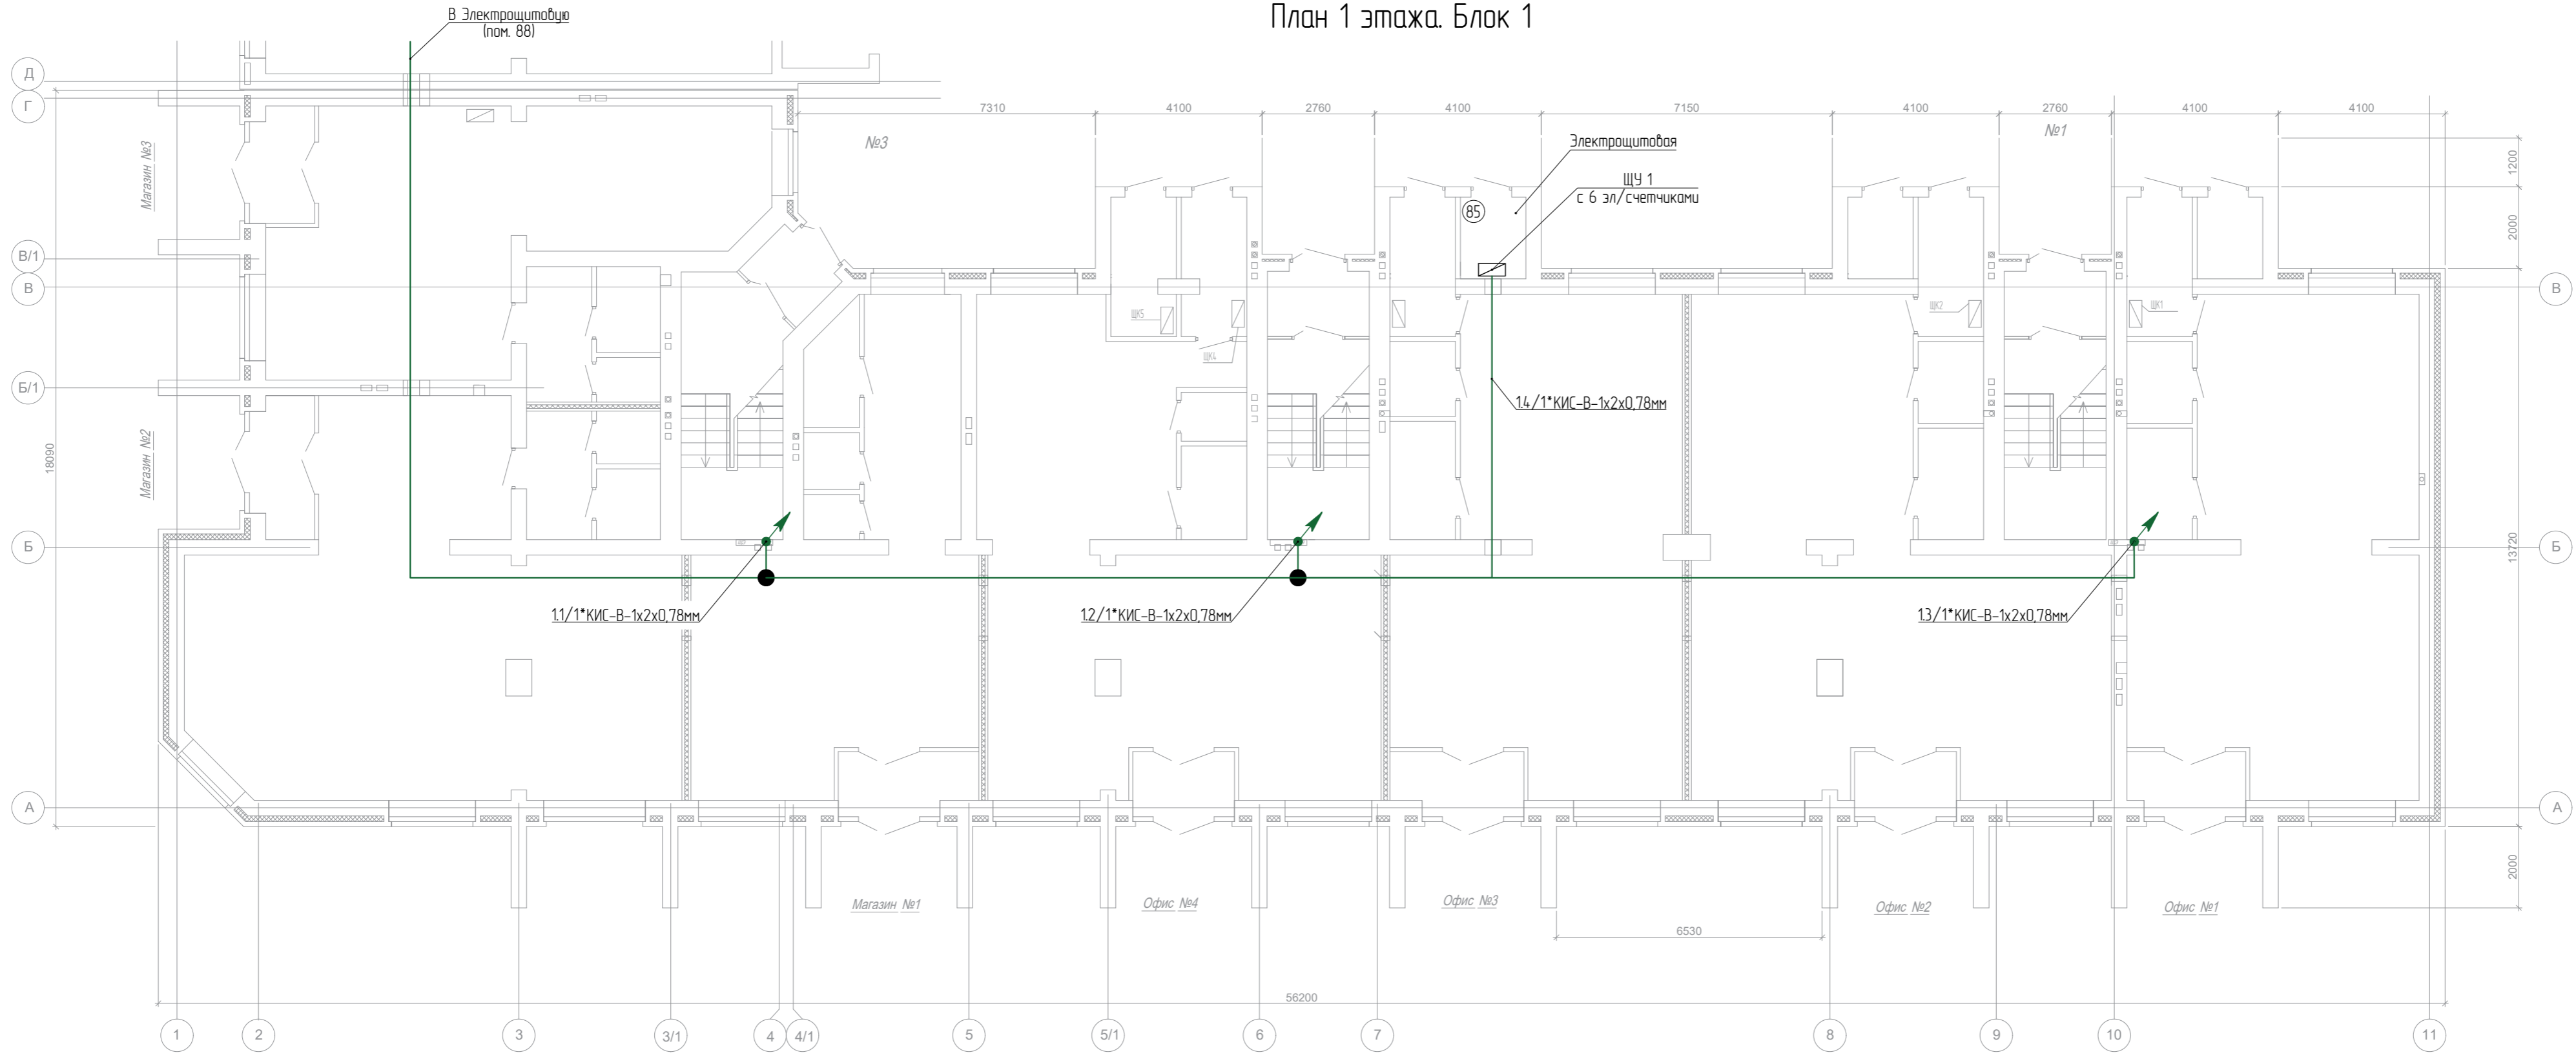 План 1 этажа. Блок 1
В Электрощитовую
(пом. 88)
Д
Г
7310
4100
2760
4100
7150
4100
2760
4100
4100
№3
№1
Магазин №3
Электрощитовая
ЩУ 1
с 6 эл/счетчиками
85
1200
2000
В/1
В
В
ЩК5
ЩК4
ЩК2
ЩК1
Б/1
1.4/1*КИС-В-1х2х0,78мм
18090
Магазин №2
Б
Б
13720
1.1/1*КИС-В-1х2х0,78мм
1.2/1*КИС-В-1х2х0,78мм
1.3/1*КИС-В-1х2х0,78мм
А
А
2000
Магазин №1
Офис №4
Офис №3
Офис №2
Офис №1
6530
56200
1
2
3
3/1
4
4/1
5
5/1
6
7
8
9
10
11